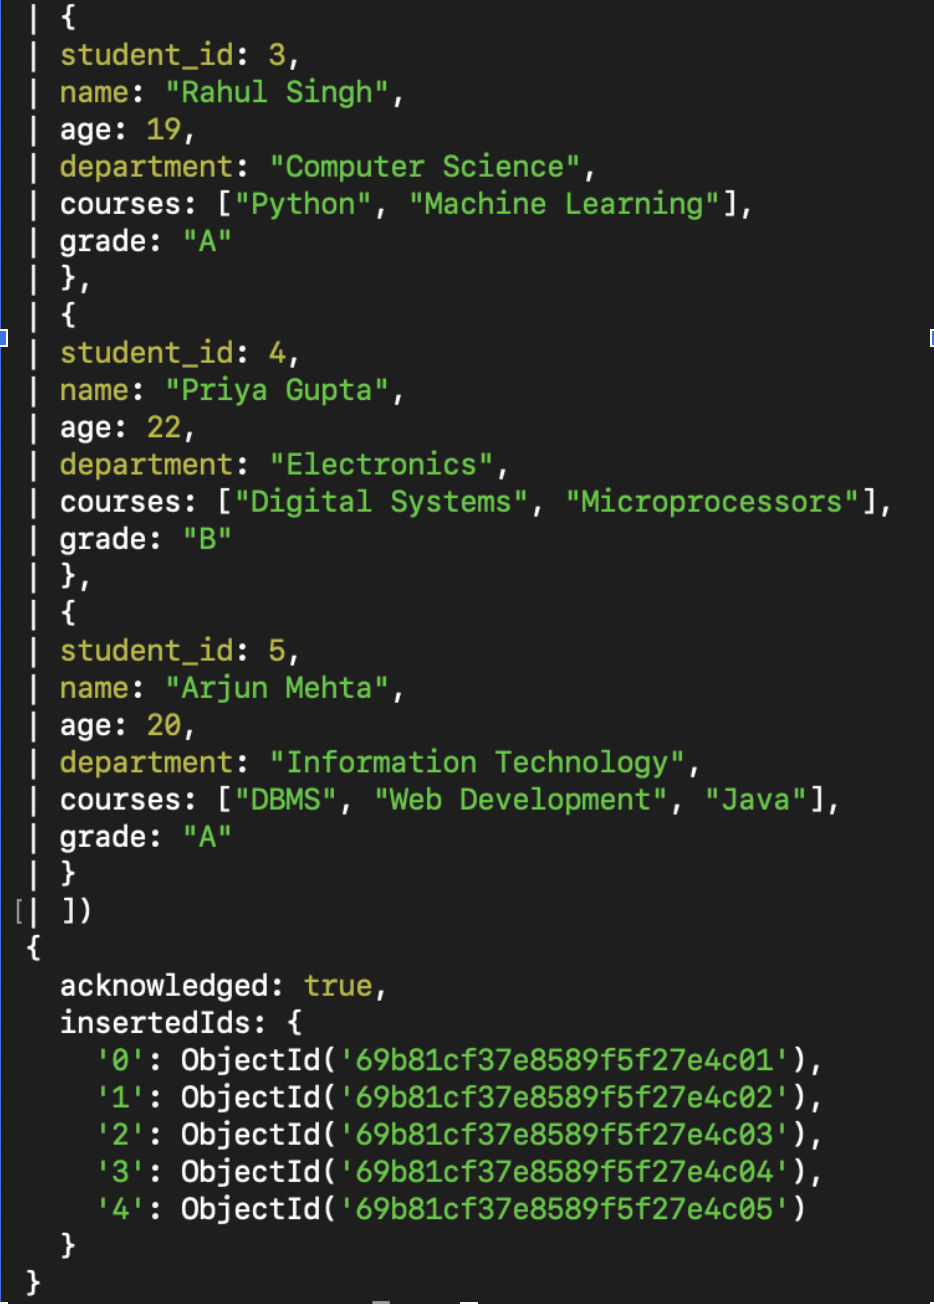 | {
| student_id: 3,
| name: "Rahul Singh",
| age: 19,
| department: "Computer Science",
| courses: ["Python", "Machine Learning"],
| grade: "A"
| },
| {
| student_id: 4,
| name: "Priya Gupta",
| age: 22,
| department: "Electronics",
| courses: ["Digital Systems", "Microprocessors"],
| grade: "B"
| },
| {
| student_id: 5,
| name: "Arjun Mehta",
| age: 20,
| department: "Information Technology",
| courses: ["DBMS", "Web Development", "Java"],
| grade: "A"
| }
[| ])
{
  acknowledged: true,
  insertedIds: {
    '0': ObjectId('69b81cf37e8589f5f27e4c01'),
    '1': ObjectId('69b81cf37e8589f5f27e4c02'),
    '2': ObjectId('69b81cf37e8589f5f27e4c03'),
    '3': ObjectId('69b81cf37e8589f5f27e4c04'),
    '4': ObjectId('69b81cf37e8589f5f27e4c05')
  }
}